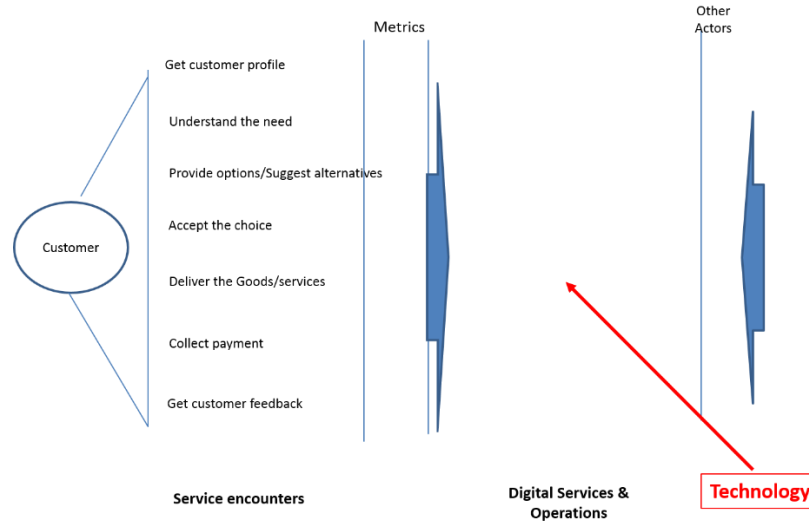 Other
Actors
Metrics
Get customer profile
Understand the need
Provide options/Suggest alternatives
Accept the choice
Customer
Deliver the Goods/services
Collect payment
Get customer feedback
Service encounters
Digital Services &
Operations
Technology